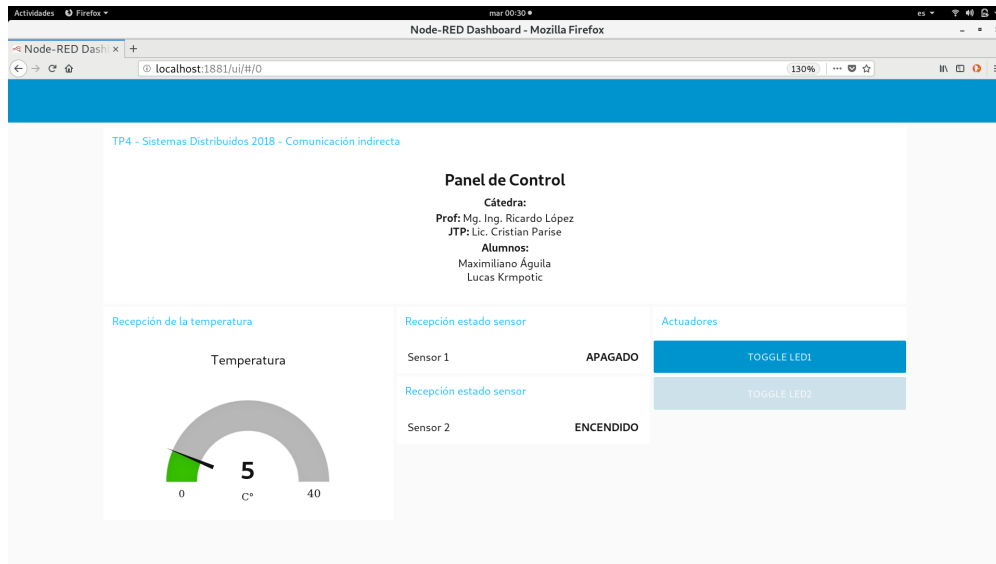 Actividades Firefox mar 00:30 es
Node-RED Dashboard - Mozilla Firefox
Node-RED Dash × +
localhost:1881/ui/#/0 130%
TP4 - Sistemas Distribuidos 2018 - Comunicación indirecta
Panel de Control
Cátedra:
Prof: Mg. Ing. Ricardo López
JTP: Lic. Cristian Parise
Alumnos:
Maximiliano Águila
Lucas Krmpotic
Recepción de la temperatura
Temperatura
5
0 C° 40
Recepción estado sensor
Sensor 1 APAGADO
Recepción estado sensor
Sensor 2 ENCENDIDO
Actuadores
TOGGLE LED1
TOGGLE LED2